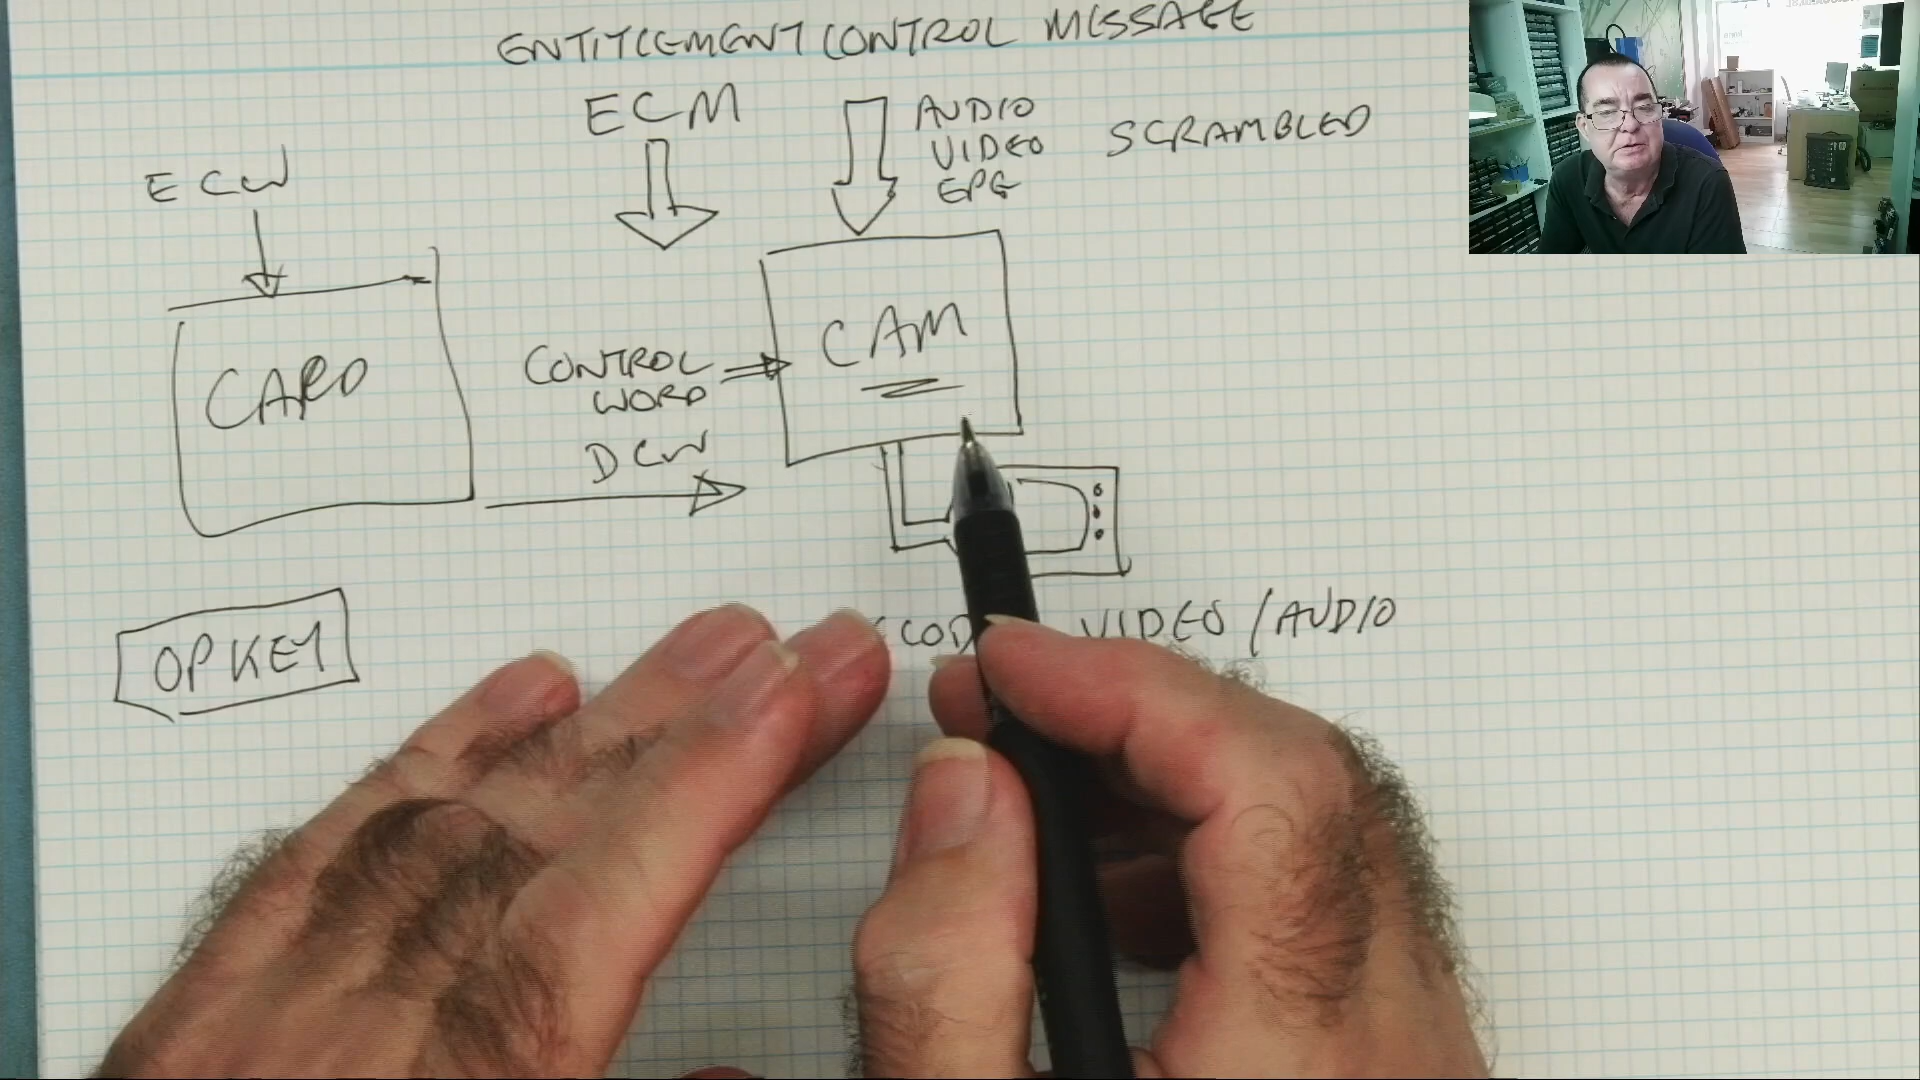 ENTITLEMENT CONTROL MESSAGE
ECM
AUDIO
VIDEO
EPG
SCRAMBLED
ECW
CARD
CONTROL
WORD
DCW
CAM
OP KEY
VIDEO / AUDIO